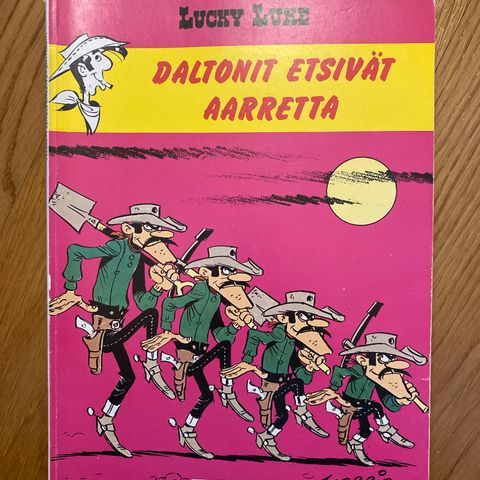 LUCKY LUKE
DALTONIT ETSIVÄT
AARRETTA